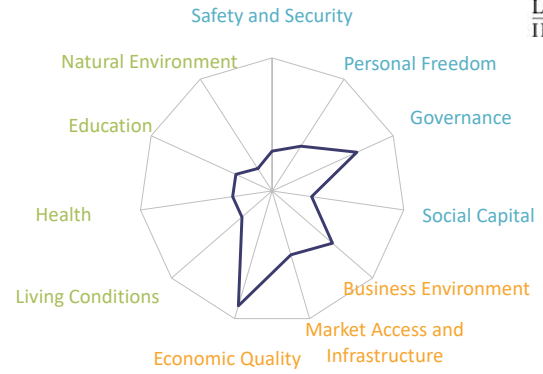 Safety and Security
Natural Environment
Personal Freedom
Education
Governance
Health
Social Capital
Business Environment
Living Conditions
Market Access and
Infrastructure
Economic Quality